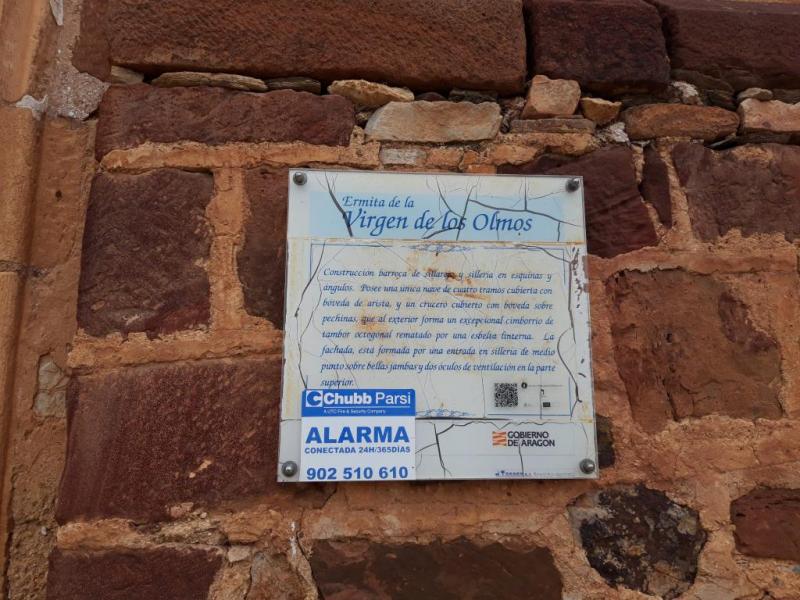 Ermita de la
Virgen de los Olmos
Construcción barroca de sillarejo y sillería en esquinas y
ángulos. Posee una única nave de cuatro tramos cubierta con
bóveda de arista, y un crucero cubierto con bóveda sobre
pechinas, que al exterior forma un excepcional cimborrio de
tambor octogonal rematado por una esbelta linterna. La
fachada, está formada por una entrada en sillería de medio
punto sobre bellas jambas y dos óculos de ventilación en la parte
superior.
Chubb Parsi
A UTC Fire & Security Company
ALARMA
CONECTADA 24H/365DÍAS
902 510 610
GOBIERNO
DE ARAGON